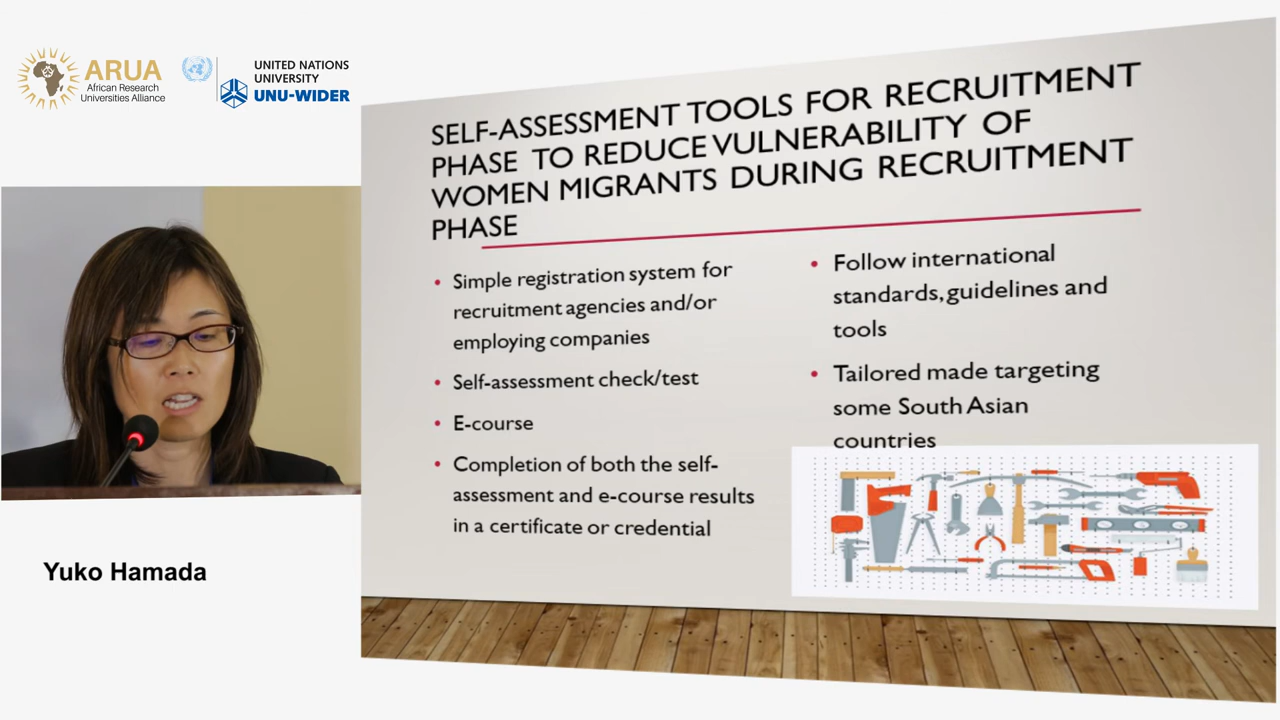 ARUA
African Research
Universities Alliance
UNITED NATIONS
UNIVERSITY
UNU-WIDER
SELF-ASSESSMENT TOOLS FOR RECRUITMENT
PHASE TO REDUCE VULNERABILITY OF
WOMEN MIGRANTS DURING RECRUITMENT
PHASE
• Simple registration system for
recruitment agencies and/or
employing companies
• Self-assessment check/test
• E-course
• Completion of both the self-
assessment and e-course results
in a certificate or credential
• Follow international
standards,guidelines and
tools
• Tailored made targeting
some South Asian
countries
Yuko Hamada